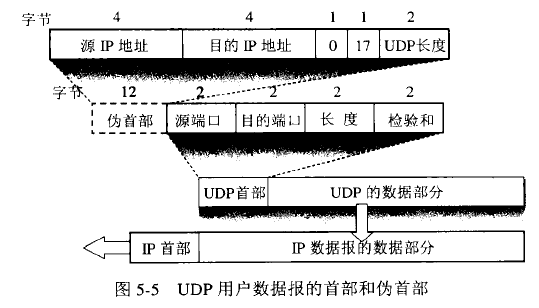 字节 4 4 1 1 2
源 IP 地址 目的 IP 地址 0 17 UDP长度
字节 12 2 2 2 2
伪首部 源端口 目的端口 长 度 检验和
UDP首部 UDP 的数据部分
IP 首部 IP 数据报的数据部分
图 5-5 UDP 用户数据报的首部和伪首部